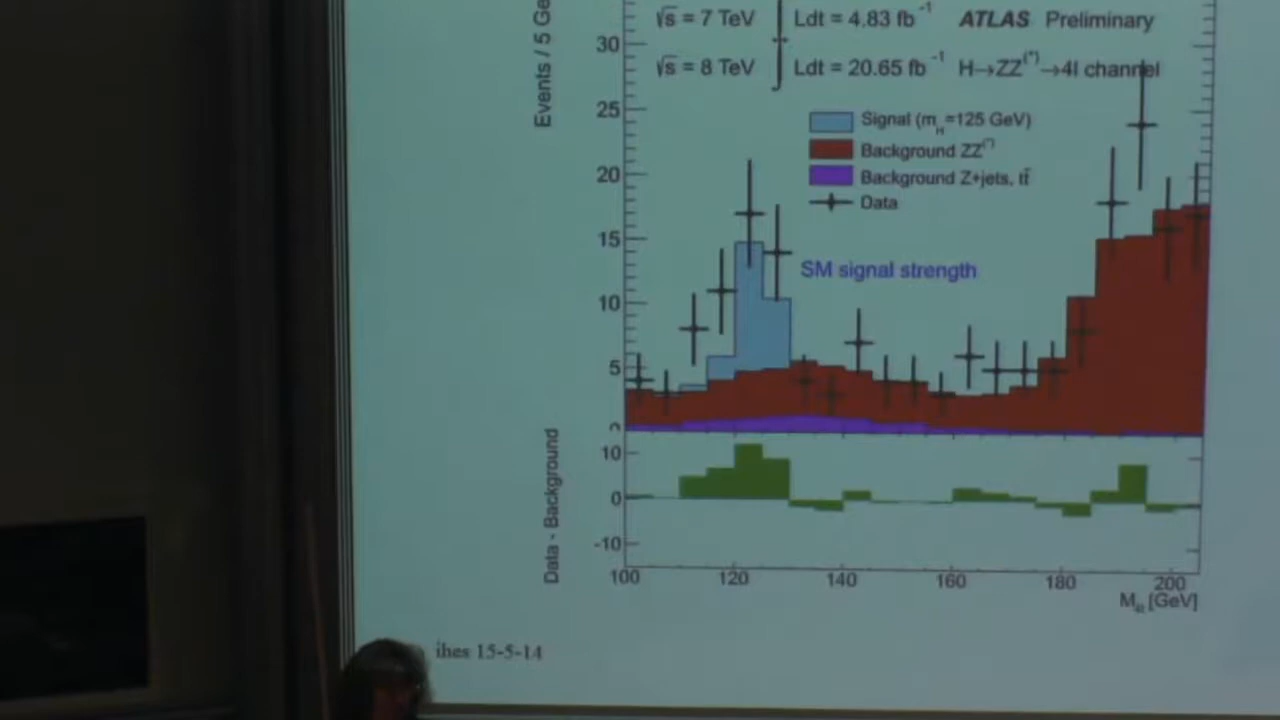 √s = 7 TeV ∫ Ldt = 4.83 fb⁻¹ ATLAS Preliminary
√s = 8 TeV Ldt = 20.65 fb⁻¹ H→ZZ(*)→4l channel
Signal (mH=125 GeV)
Background ZZ(*)
Background Z+jets, tt̄
Data
SM signal strength
Events / 5 Ge
30
25
20
15
10
5
0
Data - Background
10
0
-10
100 120 140 160 180 200
M4l [GeV]
ihes 15-5-14